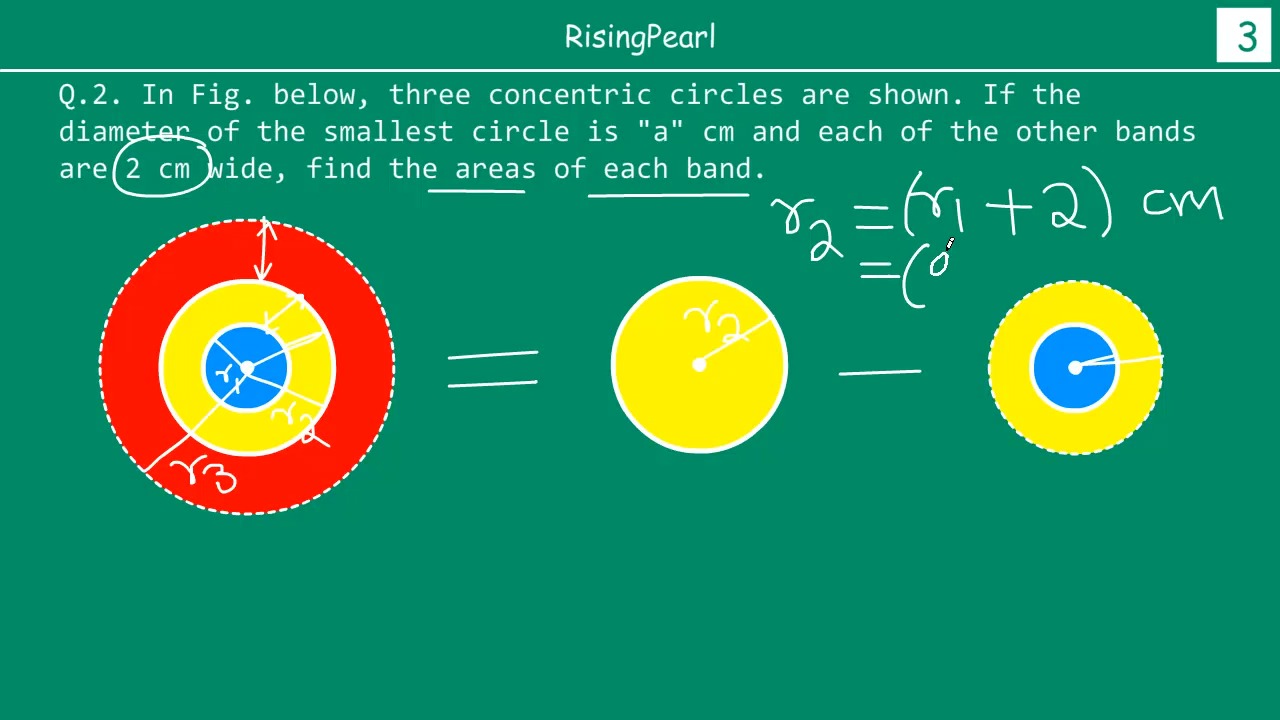 RisingPearl
3
Q.2. In Fig. below, three concentric circles are shown. If the
diameter of the smallest circle is "a" cm and each of the other bands
are 2 cm wide, find the areas of each band.
r2 = (r1 + 2) cm
= (
r1
r2
r3
r2
=
−